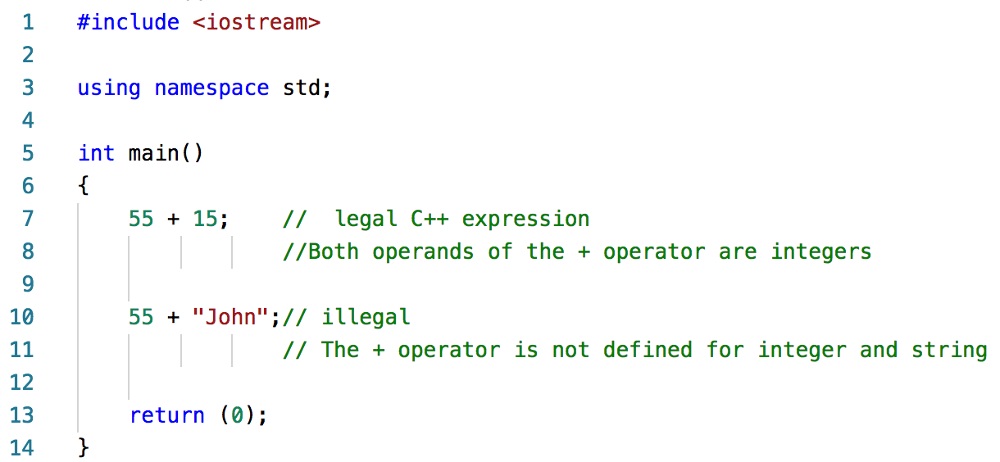 1 #include <iostream>
2
3 using namespace std;
4
5 int main()
6 {
7 55 + 15; //  legal C++ expression
8 //Both operands of the + operator are integers
9
10 55 + "John";// illegal
11 // The + operator is not defined for integer and string
12
13 return (0);
14 }